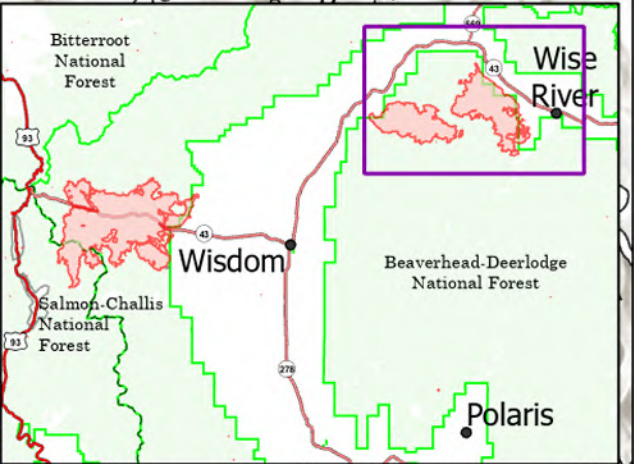 Bitterroot
National
Forest
569
Wise
River
43
93
43
Wisdom
Beaverhead-Deerlodge
National Forest
Salmon-Challis
National
Forest
93
278
Polaris